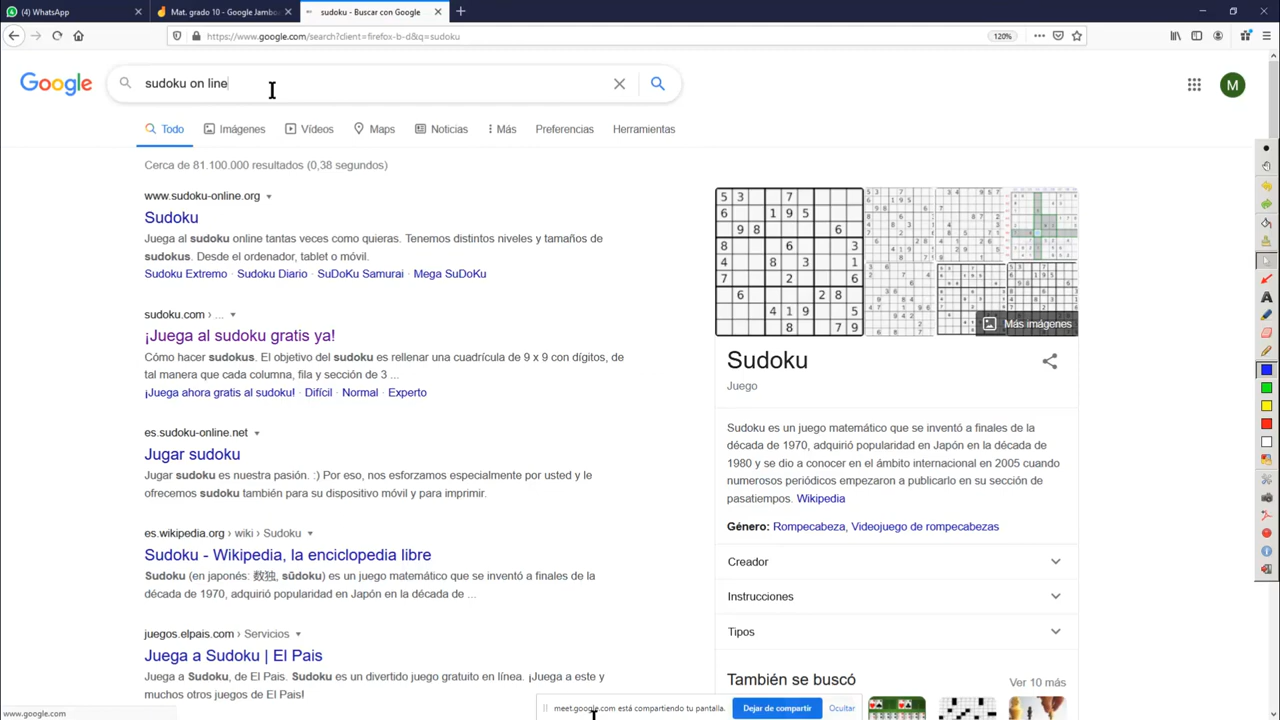 (4) WhatsApp
Mat. grado 10 - Google Jambo
sudoku - Buscar con Google
https://www.google.com/search?client=firefox-b-d&q=sudoku
120%
Google
sudoku on line
M
Todo
Imágenes
Vídeos
Maps
Noticias
Más
Preferencias
Herramientas
Cerca de 81.100.000 resultados (0,38 segundos)
www.sudoku-online.org
Sudoku
Juega al sudoku online tantas veces como quieras. Tenemos distintos niveles y tamaños de
sudokus. Desde el ordenador, tablet o móvil.
Sudoku Extremo · Sudoku Diario · SuDoKu Samurai · Mega SuDoKu
sudoku.com › ...
¡Juega al sudoku gratis ya!
Cómo hacer sudokus. El objetivo del sudoku es rellenar una cuadrícula de 9 x 9 con dígitos, de
tal manera que cada columna, fila y sección de 3 ...
¡Juega ahora gratis al sudoku! · Difícil · Normal · Experto
es.sudoku-online.net
Jugar sudoku
Jugar sudoku es nuestra pasión. :) Por eso, nos esforzamos especialmente por usted y le
ofrecemos sudoku también para su dispositivo móvil y para imprimir.
es.wikipedia.org › wiki › Sudoku
Sudoku - Wikipedia, la enciclopedia libre
Sudoku (en japonés: 数独, sūdoku) es un juego matemático que se inventó a finales de la
década de 1970, adquirió popularidad en Japón en la década de ...
juegos.elpais.com › Servicios
Juega a Sudoku | El Pais
Juega a Sudoku, de El Pais. Sudoku es un divertido juego gratuito en línea. ¡Juega a este y
muchos otros juegos de El Pais!
5 3 7
6 1 9 5
9 8 6
8 6 3
4 8 3 1
7 2 6
6 2 8
4 1 9 5
8 7 9
Más imágenes
Sudoku
Juego
Sudoku es un juego matemático que se inventó a finales de la
década de 1970, adquirió popularidad en Japón en la década de
1980 y se dio a conocer en el ámbito internacional en 2005 cuando
numerosos periódicos empezaron a publicarlo en su sección de
pasatiempos. Wikipedia
Género: Rompecabeza, Videojuego de rompecabezas
Creador
Instrucciones
Tipos
También se buscó
Ver 10 más
meet.google.com está compartiendo tu pantalla.
Dejar de compartir
Ocultar
www.google.com